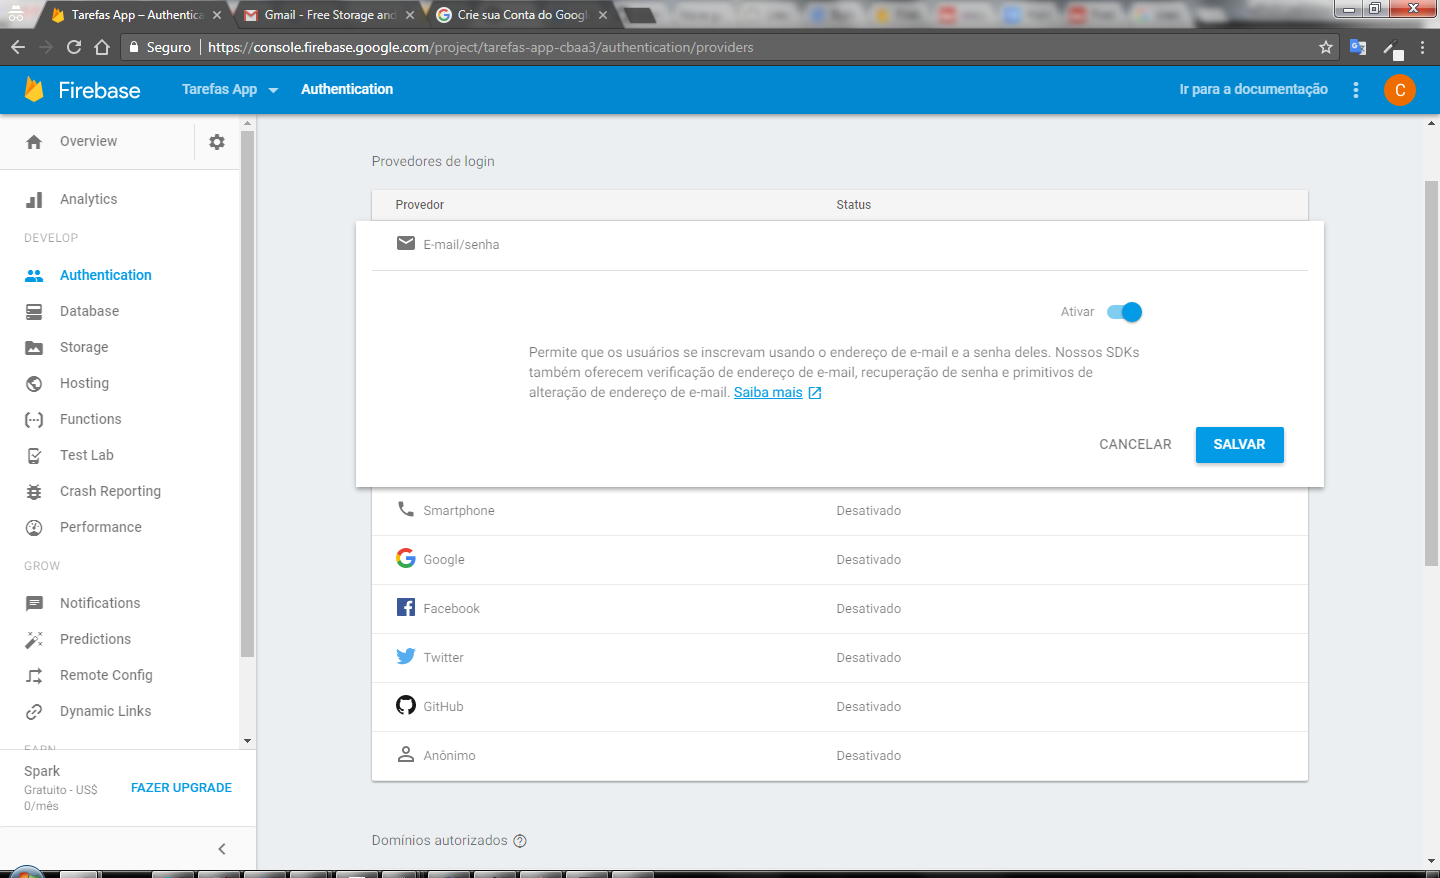 Tarefas App – Authentica
Gmail - Free Storage and
Crie sua Conta do Googl
Seguro
https://console.firebase.google.com/project/tarefas-app-cbaa3/authentication/providers
Firebase
Tarefas App
Authentication
Ir para a documentação
C
Overview
Analytics
DEVELOP
Authentication
Database
Storage
Hosting
Functions
Test Lab
Crash Reporting
Performance
GROW
Notifications
Predictions
Remote Config
Dynamic Links
EARN
Spark
Gratuito - US$
0/mês
FAZER UPGRADE
Provedores de login
Provedor Status
E-mail/senha
Ativar
Permite que os usuários se inscrevam usando o endereço de e-mail e a senha deles. Nossos SDKs
também oferecem verificação de endereço de e-mail, recuperação de senha e primitivos de
alteração de endereço de e-mail. Saiba mais
CANCELAR SALVAR
Smartphone Desativado
Google Desativado
Facebook Desativado
Twitter Desativado
GitHub Desativado
Anônimo Desativado
Domínios autorizados